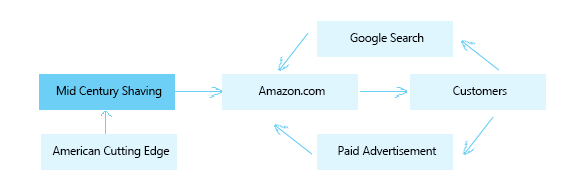 Google Search
Mid Century Shaving
Amazon.com
Customers
American Cutting Edge
Paid Advertisement